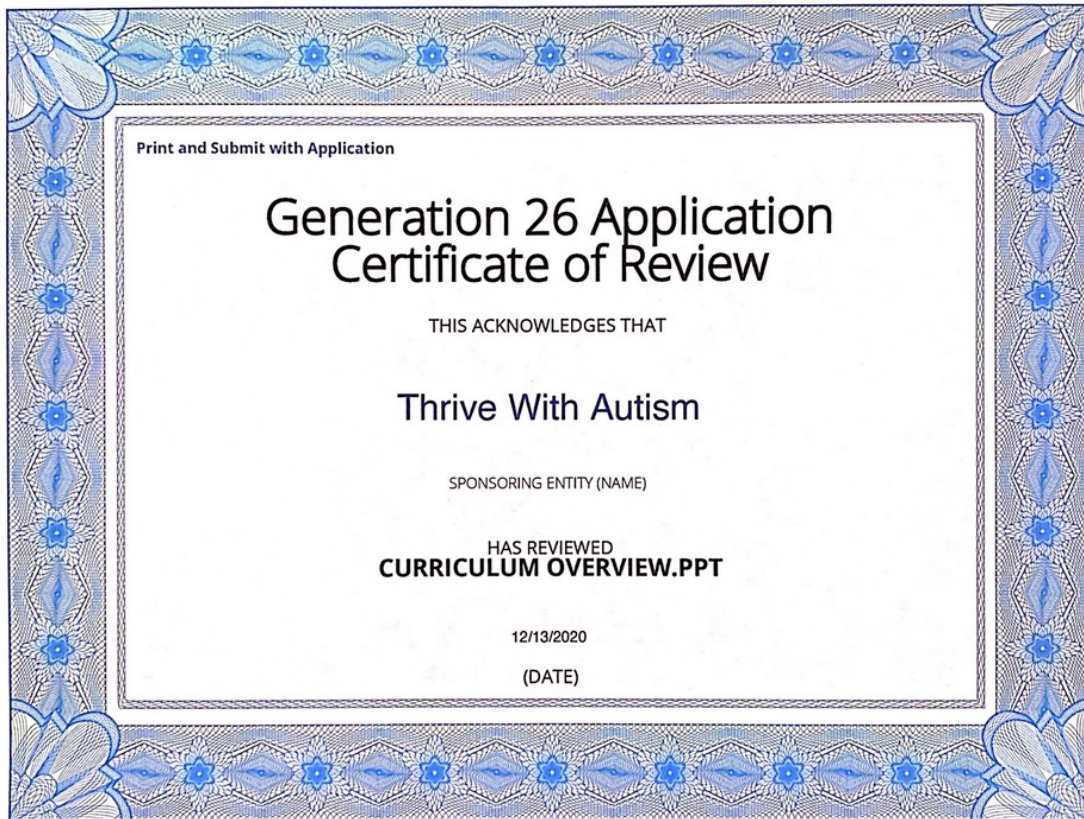 Print and Submit with Application
Generation 26 Application
Certificate of Review
THIS ACKNOWLEDGES THAT
Thrive With Autism
SPONSORING ENTITY (NAME)
HAS REVIEWED
CURRICULUM OVERVIEW.PPT
12/13/2020
(DATE)